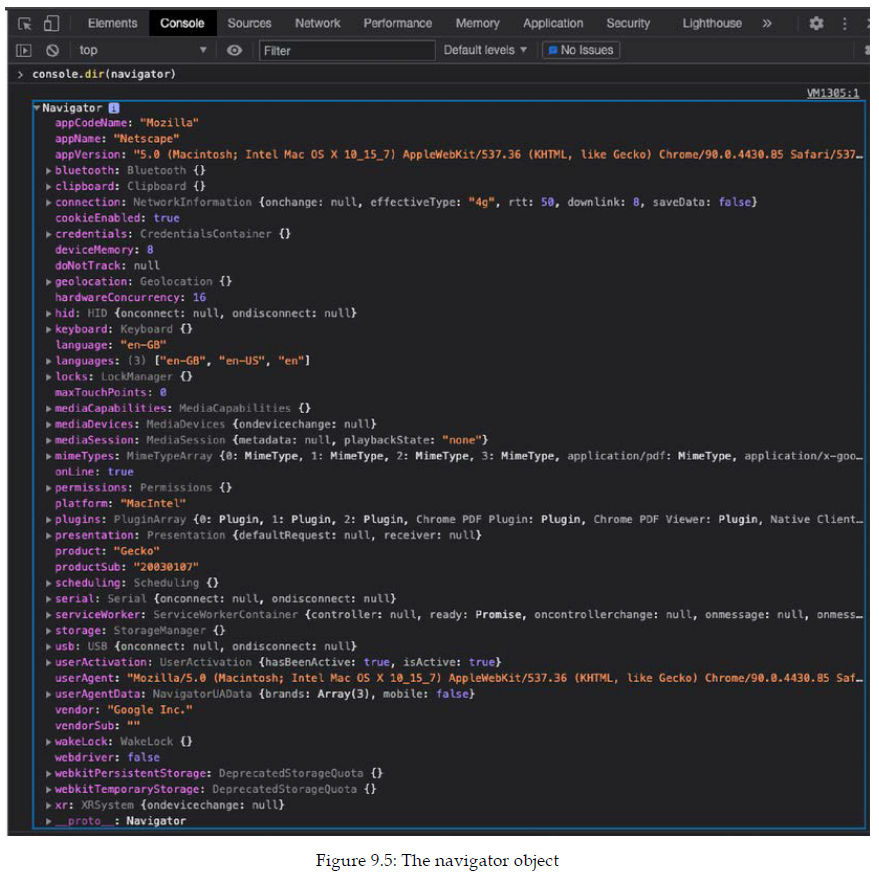 Elements Console Sources Network Performance Memory Application Security Lighthouse »
top Filter Default levels No Issues
> console.dir(navigator)
VM1305:1
Navigator i
appCodeName: "Mozilla"
appName: "Netscape"
appVersion: "5.0 (Macintosh; Intel Mac OS X 10_15_7) AppleWebKit/537.36 (KHTML, like Gecko) Chrome/90.0.4430.85 Safari/537…
bluetooth: Bluetooth {}
clipboard: Clipboard {}
connection: NetworkInformation {onchange: null, effectiveType: "4g", rtt: 50, downlink: 8, saveData: false}
cookieEnabled: true
credentials: CredentialsContainer {}
deviceMemory: 8
doNotTrack: null
geolocation: Geolocation {}
hardwareConcurrency: 16
hid: HID {onconnect: null, ondisconnect: null}
keyboard: Keyboard {}
language: "en-GB"
languages: (3) ["en-GB", "en-US", "en"]
locks: LockManager {}
maxTouchPoints: 0
mediaCapabilities: MediaCapabilities {}
mediaDevices: MediaDevices {ondevicechange: null}
mediaSession: MediaSession {metadata: null, playbackState: "none"}
mimeTypes: MimeTypeArray {0: MimeType, 1: MimeType, 2: MimeType, 3: MimeType, application/pdf: MimeType, application/x-goo…
onLine: true
permissions: Permissions {}
platform: "MacIntel"
plugins: PluginArray {0: Plugin, 1: Plugin, 2: Plugin, Chrome PDF Plugin: Plugin, Chrome PDF Viewer: Plugin, Native Client…
presentation: Presentation {defaultRequest: null, receiver: null}
product: "Gecko"
productSub: "20030107"
scheduling: Scheduling {}
serial: Serial {onconnect: null, ondisconnect: null}
serviceWorker: ServiceWorkerContainer {controller: null, ready: Promise, oncontrollerchange: null, onmessage: null, onmess…
storage: StorageManager {}
usb: USB {onconnect: null, ondisconnect: null}
userActivation: UserActivation {hasBeenActive: true, isActive: true}
userAgent: "Mozilla/5.0 (Macintosh; Intel Mac OS X 10_15_7) AppleWebKit/537.36 (KHTML, like Gecko) Chrome/90.0.4430.85 Saf…
userAgentData: NavigatorUAData {brands: Array(3), mobile: false}
vendor: "Google Inc."
vendorSub: ""
wakeLock: WakeLock {}
webdriver: false
webkitPersistentStorage: DeprecatedStorageQuota {}
webkitTemporaryStorage: DeprecatedStorageQuota {}
xr: XRSystem {ondevicechange: null}
__proto__: Navigator
Figure 9.5: The navigator object